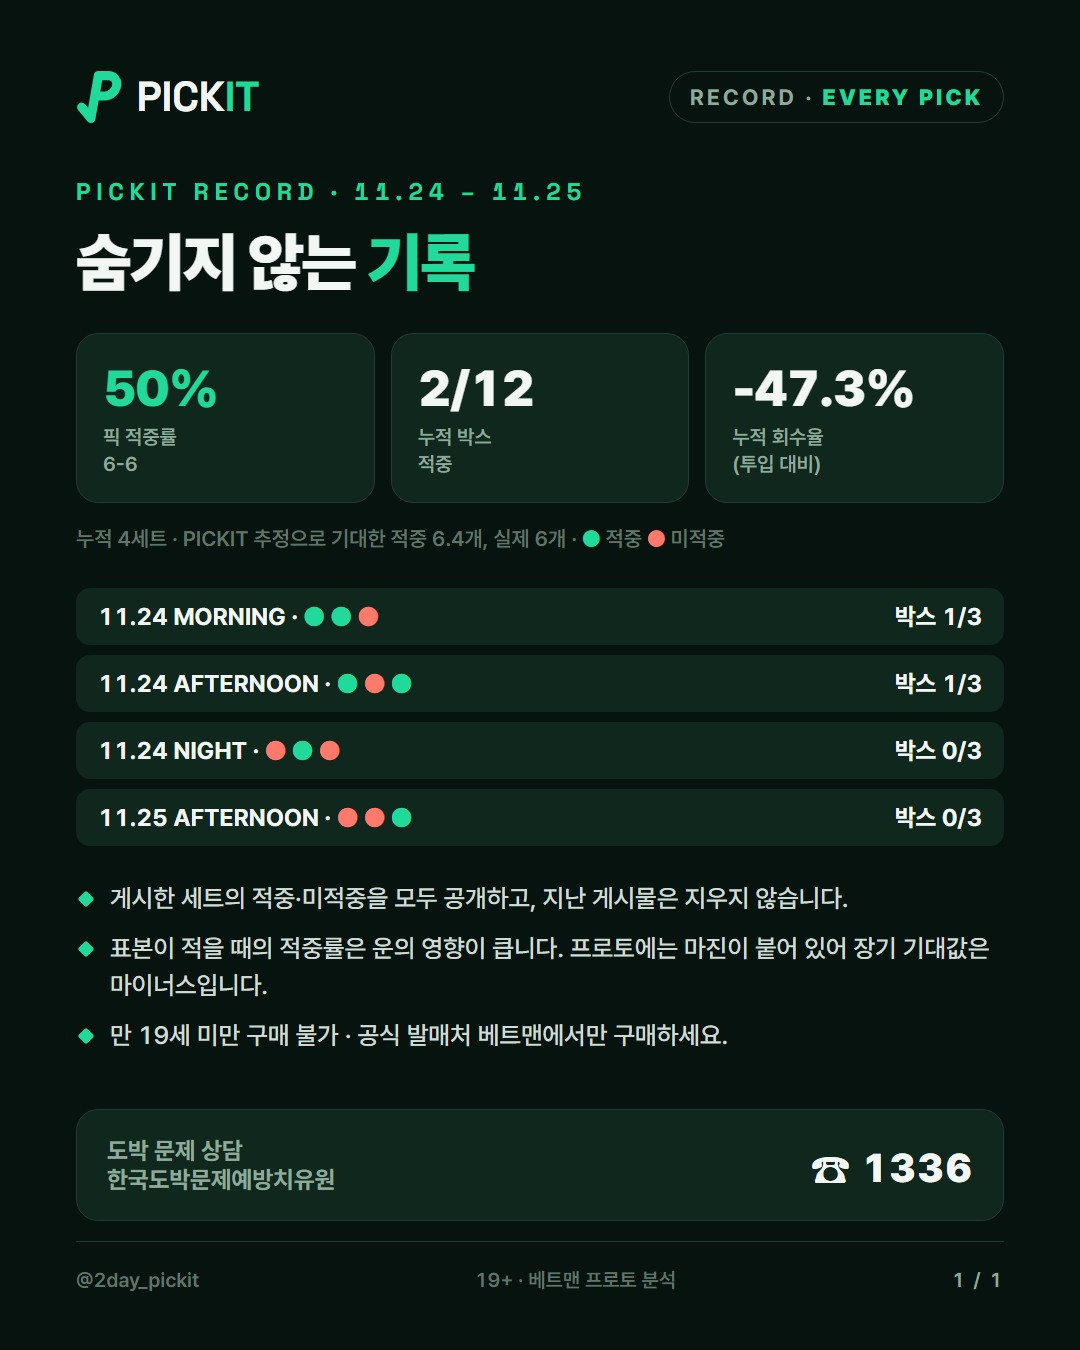 PICKIT
RECORD · EVERY PICK
PICKIT RECORD · 11.24 – 11.25
숨기지 않는 기록
50%
픽 적중률
6-6
2/12
누적 박스
적중
-47.3%
누적 회수율
(투입 대비)
누적 4세트 · PICKIT 추정으로 기대한 적중 6.4개, 실제 6개 · 적중 미적중
11.24 MORNING ·
박스 1/3
11.24 AFTERNOON ·
박스 1/3
11.24 NIGHT ·
박스 0/3
11.25 AFTERNOON ·
박스 0/3
게시한 세트의 적중·미적중을 모두 공개하고, 지난 게시물은 지우지 않습니다.
표본이 적을 때의 적중률은 운의 영향이 큽니다. 프로토에는 마진이 붙어 있어 장기 기대값은
마이너스입니다.
만 19세 미만 구매 불가 · 공식 발매처 베트맨에서만 구매하세요.
도박 문제 상담
한국도박문제예방치유원
☎ 1336
@2day_pickit
19+ · 베트맨 프로토 분석
1 / 1